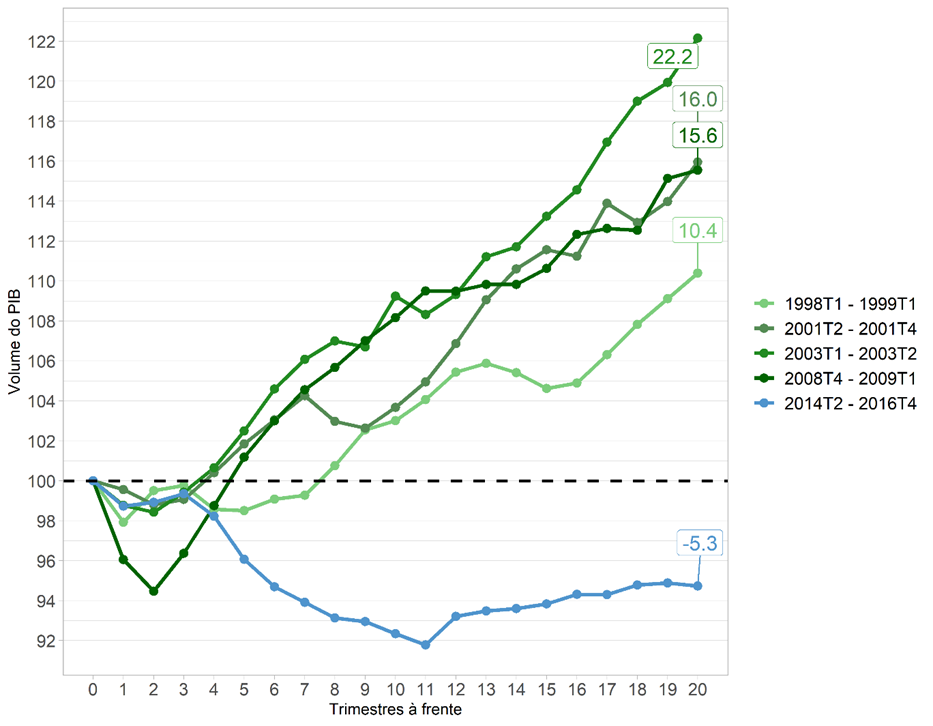 122
120
118
116
114
112
110
108
106
104
102
100
98
96
94
92
Volume do PIB
22.2
16.0
15.6
10.4
-5.3
0 1 2 3 4 5 6 7 8 9 10 11 12 13 14 15 16 17 18 19 20
Trimestres à frente
1998T1 - 1999T1
2001T2 - 2001T4
2003T1 - 2003T2
2008T4 - 2009T1
2014T2 - 2016T4